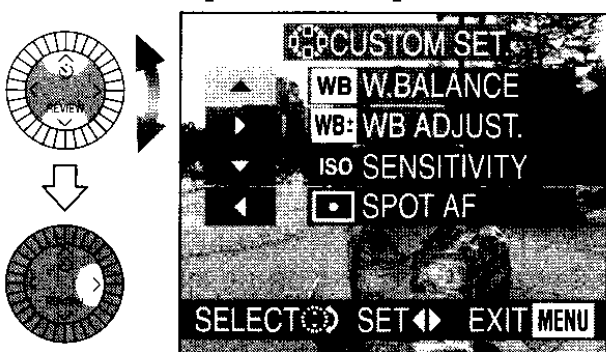 CUSTOM SET.
WB W.BALANCE
WB± WB ADJUST.
ISO SENSITIVITY
SPOT AF
REVIEW
SELECT SET EXIT MENU